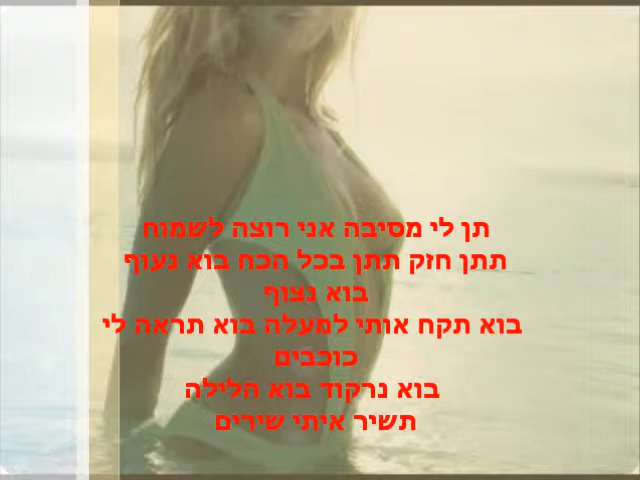 תן לי מסיבה אני רוצה לשמוח
תתן חזק תתן בכל הכח בוא נעוף
בוא נצוף
בוא תקח אותי למעלה בוא תראה לי
כוכבים
בוא נרקוד בוא הלילה
תשיר איתי שירים